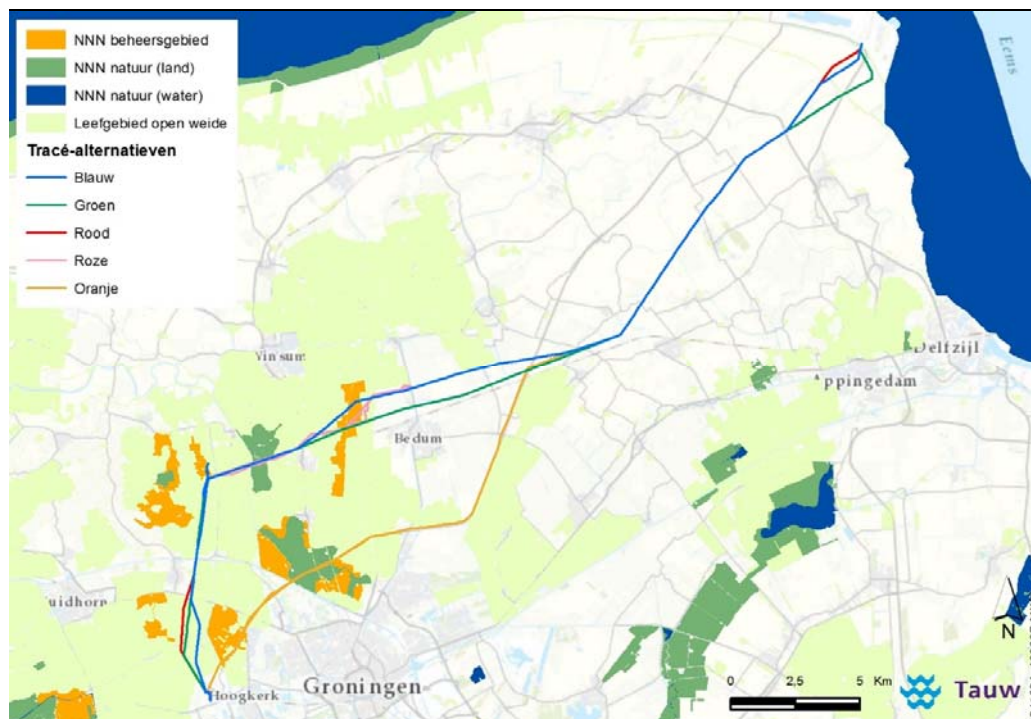 NNN beheersgebied
NNN natuur (land)
NNN natuur (water)
Leefgebied open weide
Tracé-alternatieven
Blauw
Groen
Rood
Roze
Oranje
Eems
Delfzijl
Bedum
Hoogkerk
Groningen
N
0 2,5 5 Km
Tauw